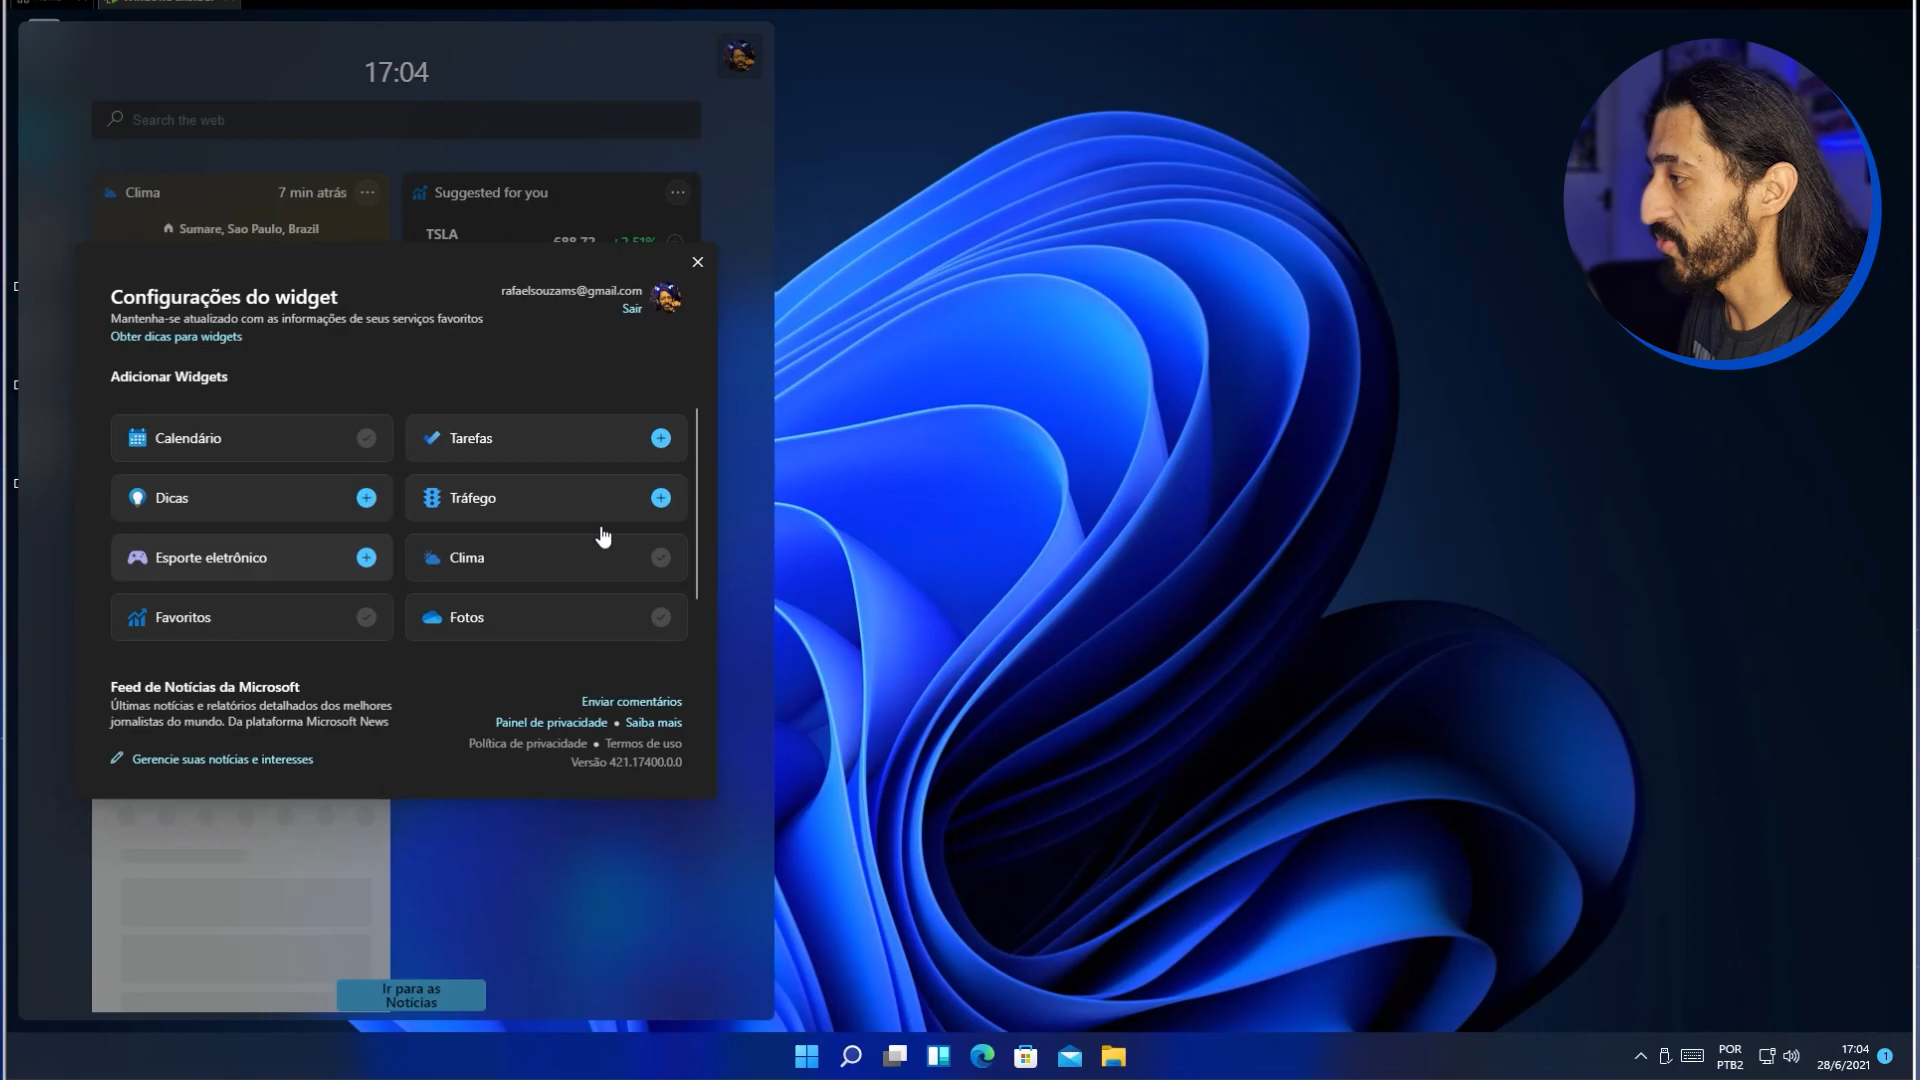 17:04
Search the web
Clima
7 min atrás
Suggested for you
Sumare, Sao Paulo, Brazil
TSLA
688.72 +2.51%
Configurações do widget
rafaelsouzams@gmail.com
Mantenha-se atualizado com as informações de seus serviços favoritos
Sair
Obter dicas para widgets
Adicionar Widgets
Calendário
Tarefas
Dicas
Tráfego
Esporte eletrônico
Clima
Favoritos
Fotos
Feed de Notícias da Microsoft
Últimas notícias e relatórios detalhados dos melhores
jornalistas do mundo. Da plataforma Microsoft News
Gerencie suas notícias e interesses
Enviar comentários
Painel de privacidade • Saiba mais
Política de privacidade • Termos de uso
Versão 421.17400.0.0
Ir para as
Notícias
POR
PTB2
17:04
28/6/2021
1